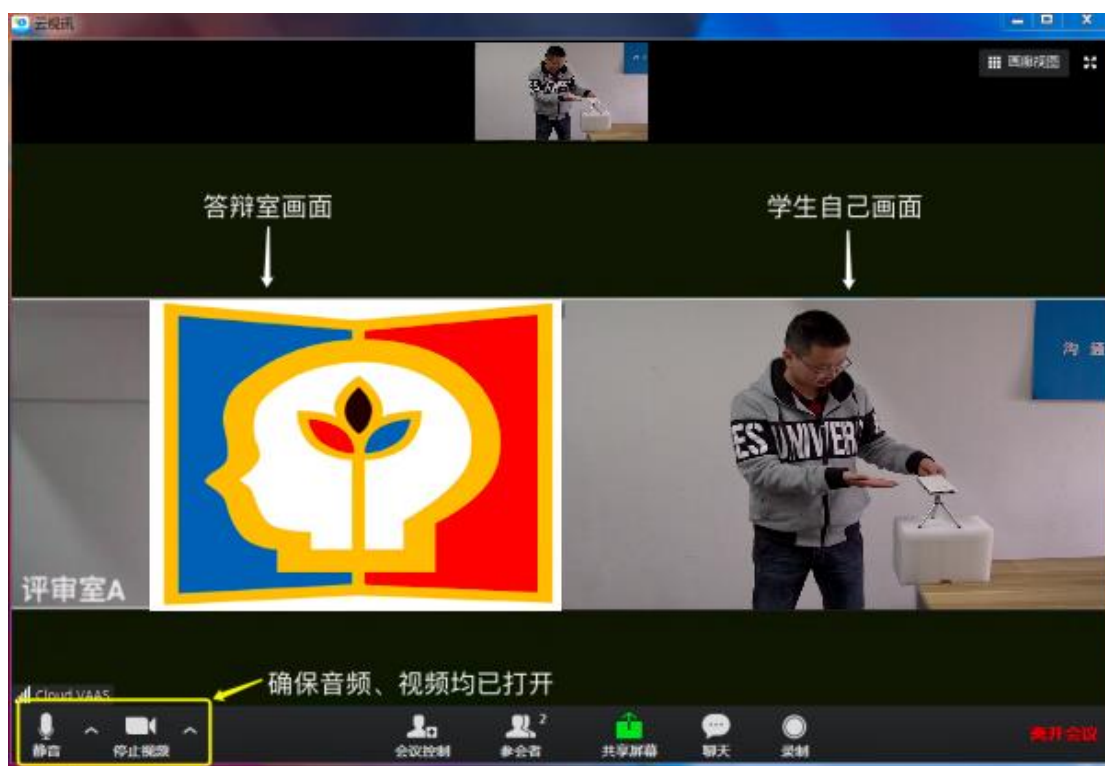 云视讯
画廊视图
答辩室画面
学生自己画面
沟 通
ES UNIVER
评审室A
确保音频、视频均已打开
Cloud VAAS
静音
停止视频
会议控制
参会者
2
共享屏幕
聊天
录制
离开会议